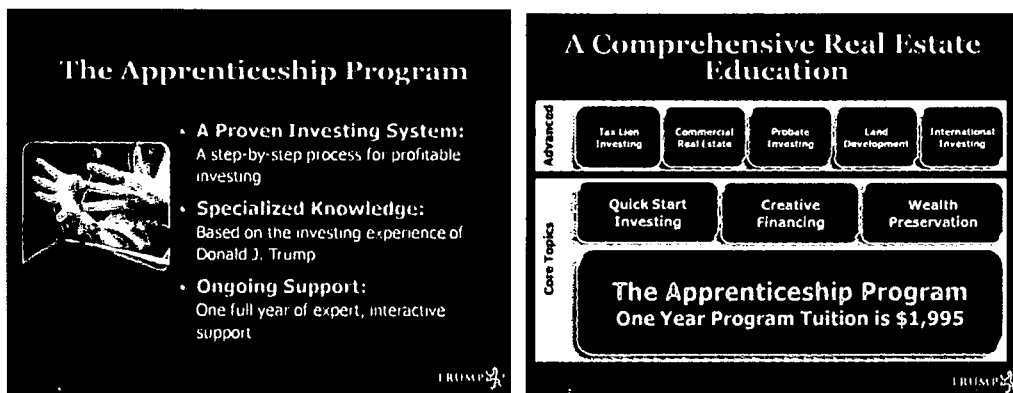 The Apprenticeship Program
• A Proven Investing System:
A step-by-step process for profitable
investing
• Specialized Knowledge:
Based on the investing experience of
Donald J. Trump
• Ongoing Support:
One full year of expert, interactive
support
TRUMP
A Comprehensive Real Estate
Education
Advanced
Tax Lien
Investing
Commercial
Real Estate
Probate
Investing
Land
Development
International
Investing
Core Topics
Quick Start
Investing
Creative
Financing
Wealth
Preservation
The Apprenticeship Program
One Year Program Tuition is $1,995
TRUMP